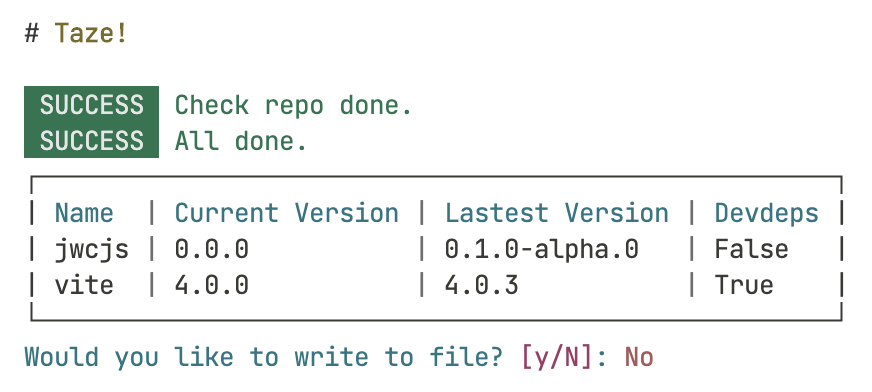 # Taze!
SUCCESS Check repo done.
SUCCESS All done.
| Name | Current Version | Lastest Version | Devdeps |
| jwcjs | 0.0.0 | 0.1.0-alpha.0 | False |
| vite | 4.0.0 | 4.0.3 | True |
Would you like to write to file? [y/N]: No